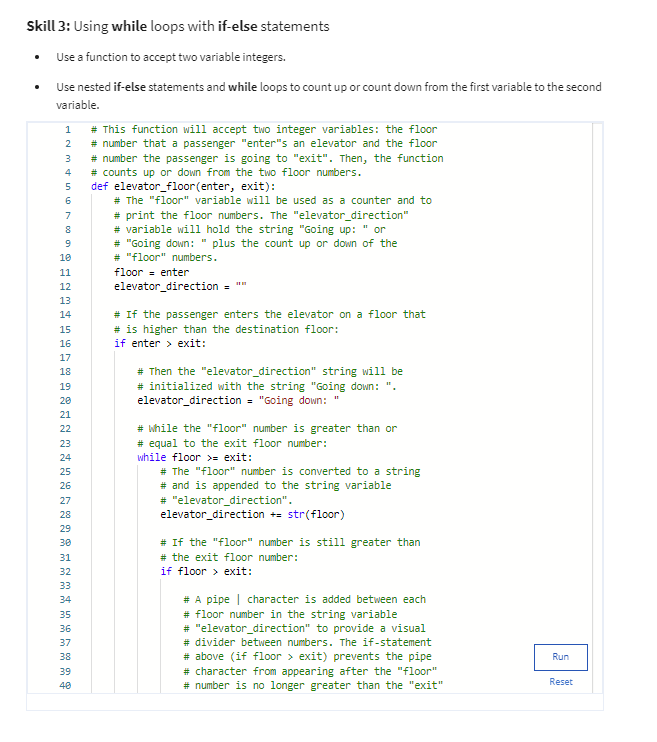 Skill 3: Using while loops with if-else statements
• Use a function to accept two variable integers.
• Use nested if-else statements and while loops to count up or count down from the first variable to the second
variable.
1 # This function will accept two integer variables: the floor
2 # number that a passenger "enter"s an elevator and the floor
3 # number the passenger is going to "exit". Then, the function
4 # counts up or down from the two floor numbers.
5 def elevator_floor(enter, exit):
6 # The "floor" variable will be used as a counter and to
7 # print the floor numbers. The "elevator_direction"
8 # variable will hold the string "Going up: " or
9 # "Going down: " plus the count up or down of the
10 # "floor" numbers.
11 floor = enter
12 elevator_direction = ""
13
14 # If the passenger enters the elevator on a floor that
15 # is higher than the destination floor:
16 if enter > exit:
17
18 # Then the "elevator_direction" string will be
19 # initialized with the string "Going down: ".
20 elevator_direction = "Going down: "
21
22 # While the "floor" number is greater than or
23 # equal to the exit floor number:
24 while floor >= exit:
25 # The "floor" number is converted to a string
26 # and is appended to the string variable
27 # "elevator_direction".
28 elevator_direction += str(floor)
29
30 # If the "floor" number is still greater than
31 # the exit floor number:
32 if floor > exit:
33
34 # A pipe | character is added between each
35 # floor number in the string variable
36 # "elevator_direction" to provide a visual
37 # divider between numbers. The if-statement
38 # above (if floor > exit) prevents the pipe
39 # character from appearing after the "floor"
40 # number is no longer greater than the "exit"
Run
Reset